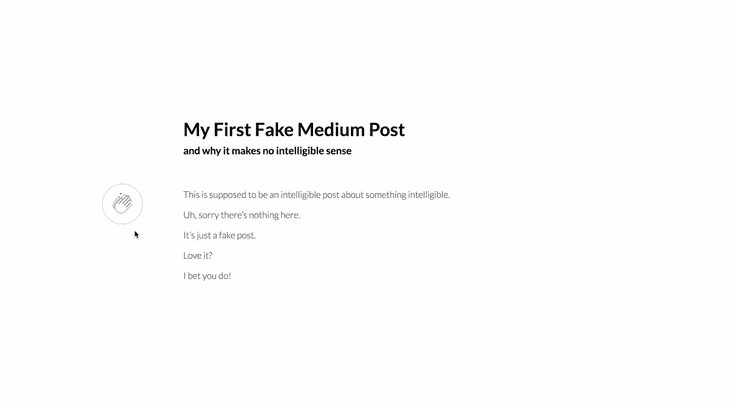 My First Fake Medium Post
and why it makes no intelligible sense
This is supposed to be an intelligible post about something intelligible.
Uh, sorry there's nothing here.
It's just a fake post.
Love it?
I bet you do!